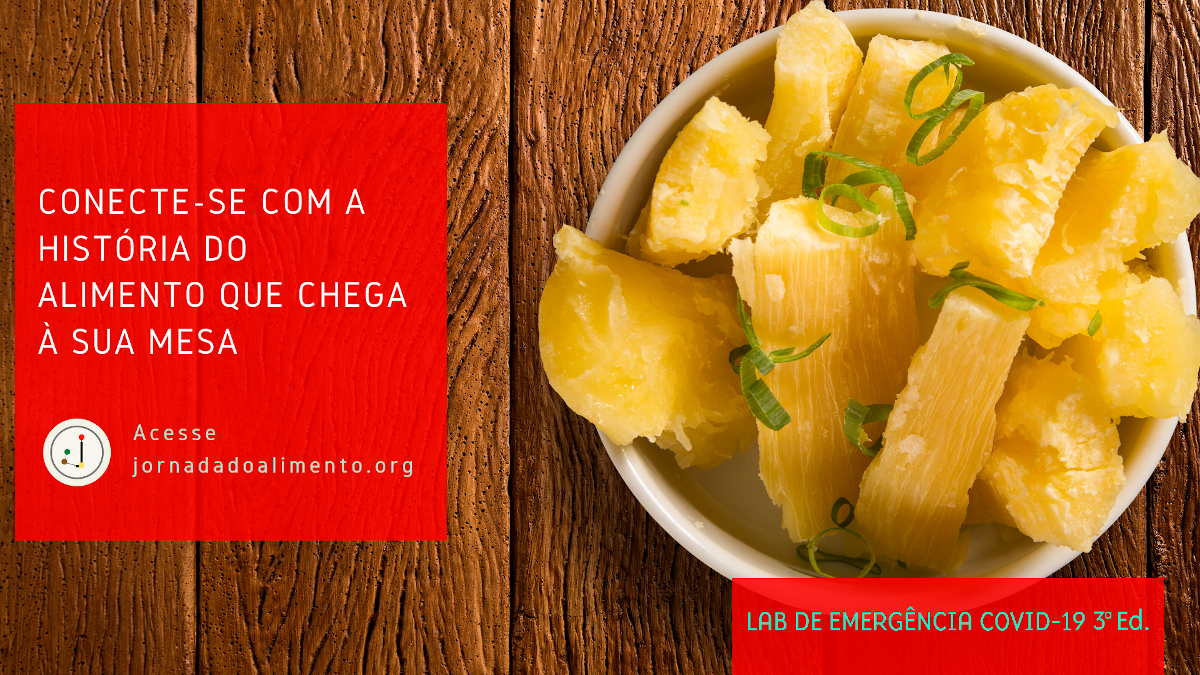 CONECTE-SE COM A
HISTÓRIA DO
ALIMENTO QUE CHEGA
À SUA MESA
Acesse
jornadadoalimento.org
LAB DE EMERGÊNCIA COVID-19 3ª Ed.